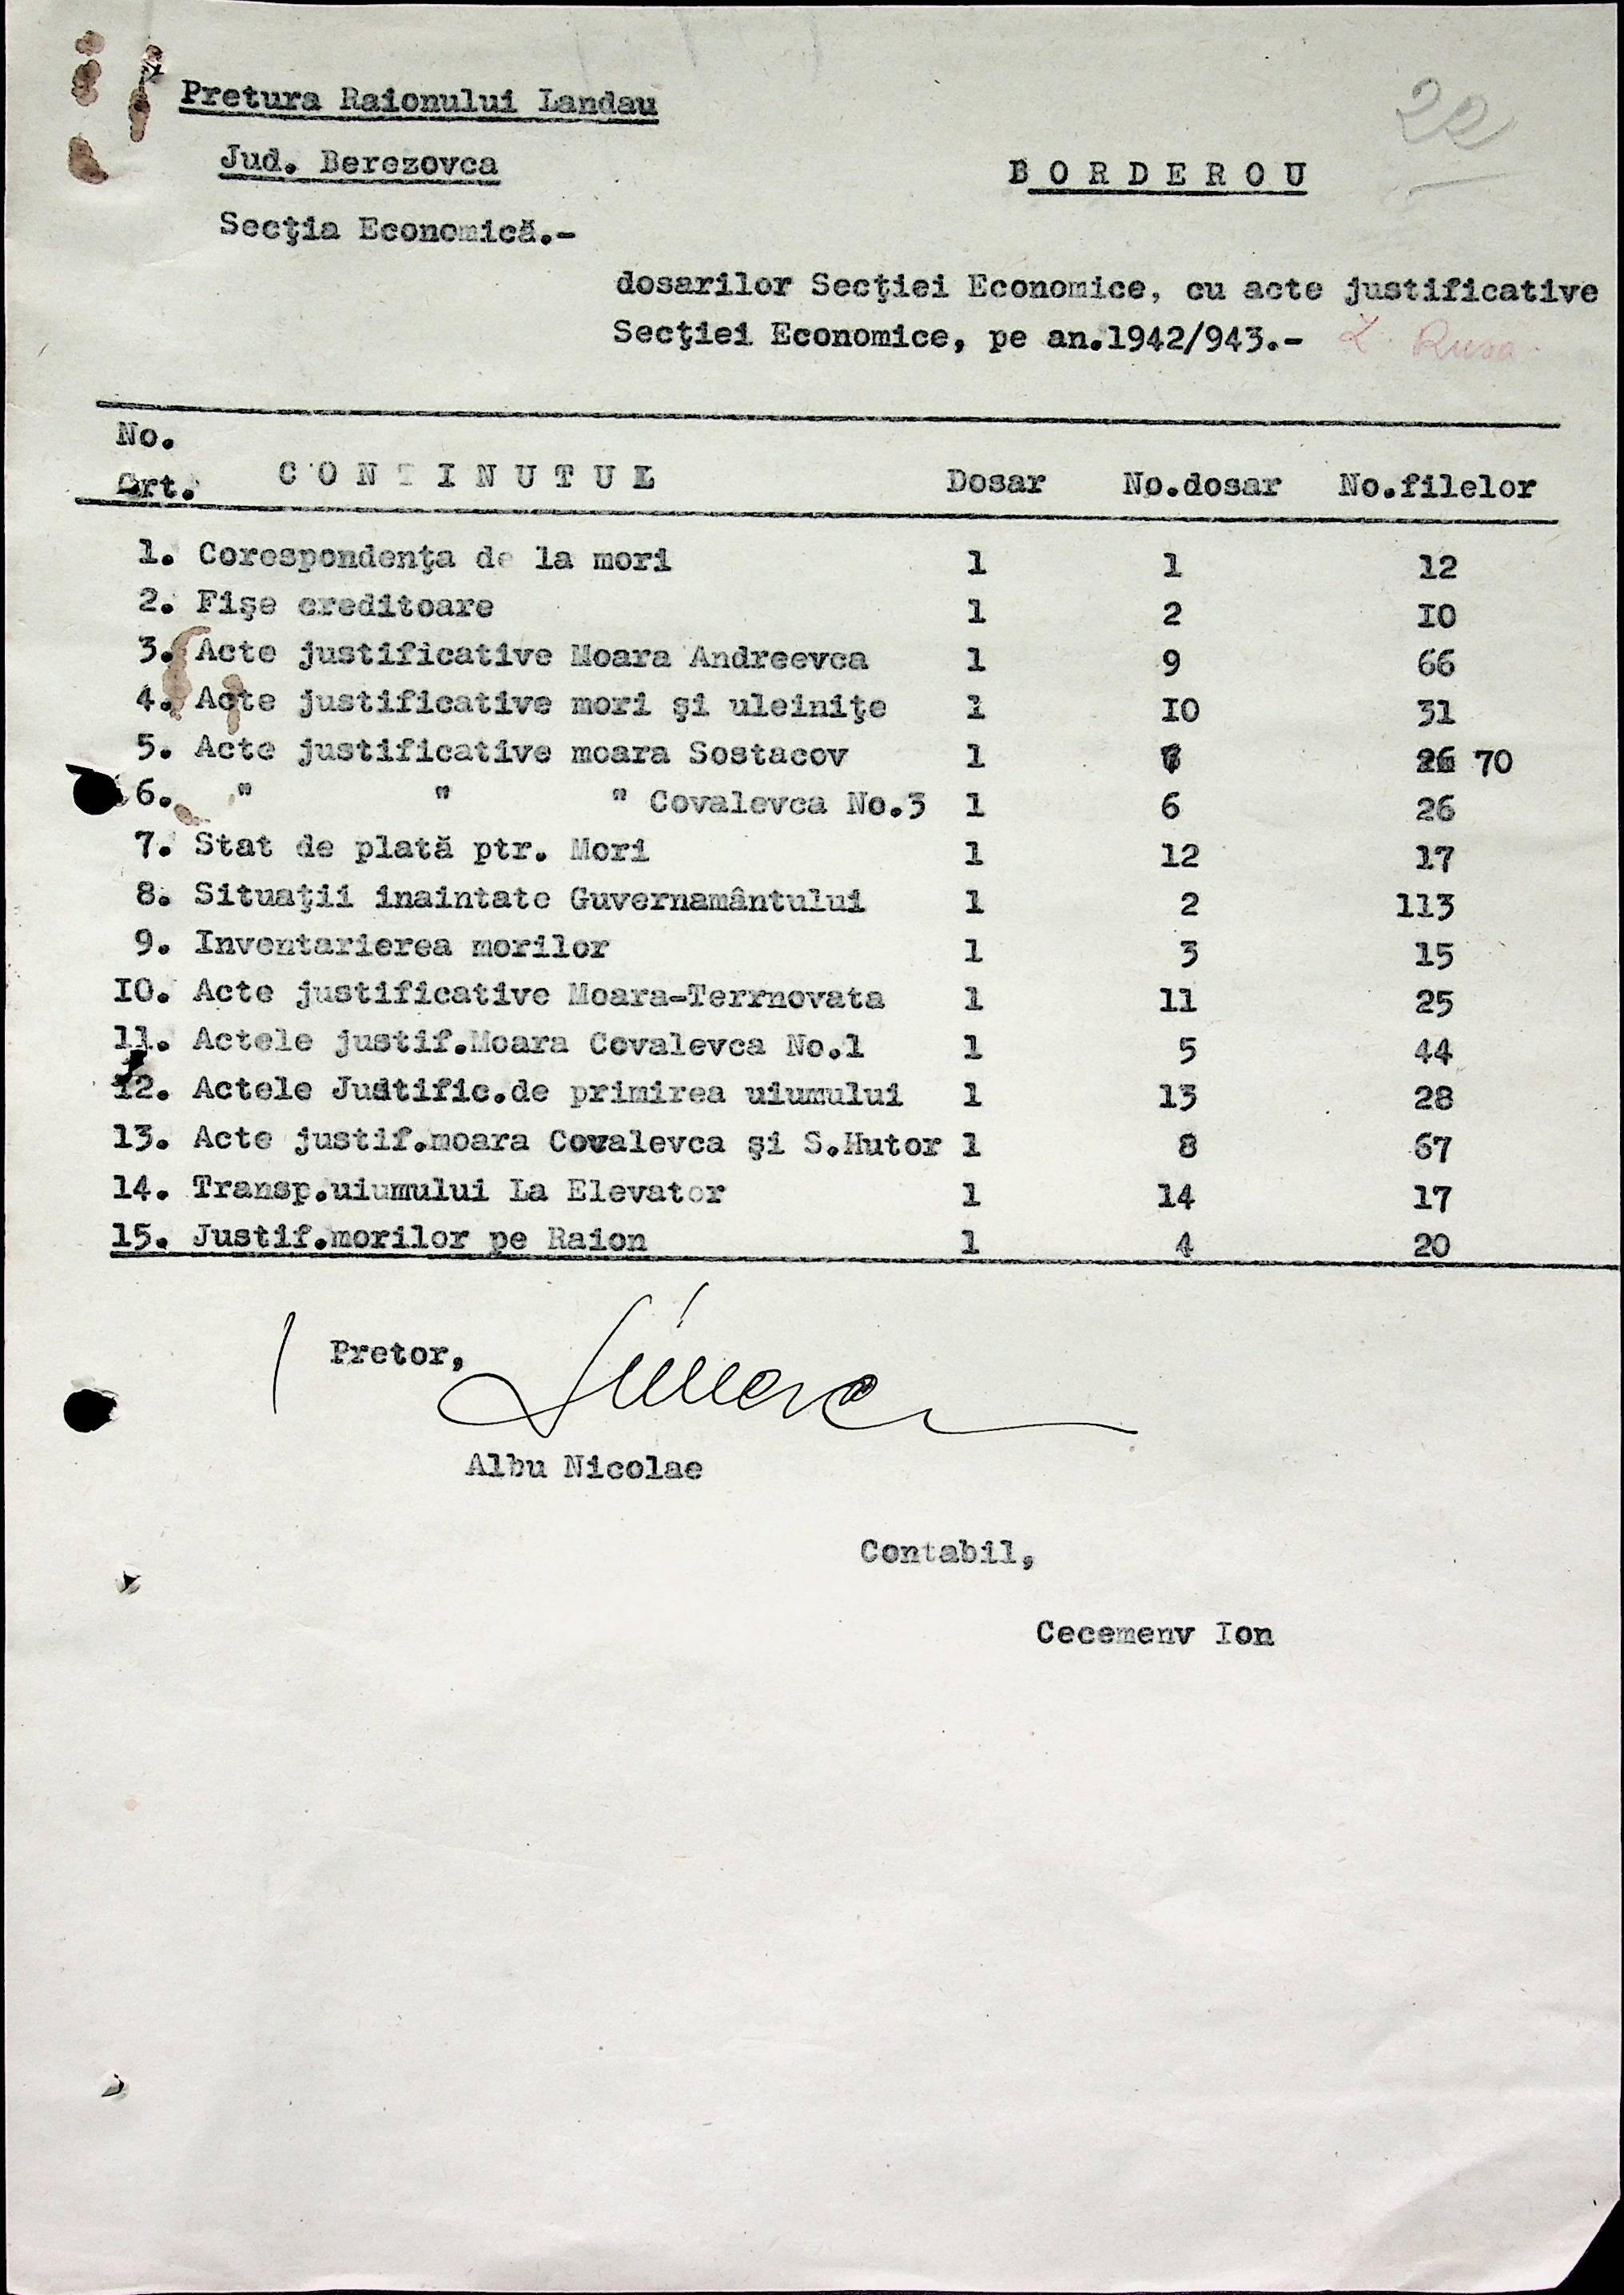 22
Pretura Raionului Landau
Jud. Berezovca
B O R D E R O U
Secţia Economică.-
dosarilor Secţiei Economice, cu acte justificative
Secţiei Economice, pe an.1942/943.-
No.
Crt. C O N T I N U T U L Dosar No.dosar No.filelor
1. Corespondenţa de la mori 1 1 12
2. Fişe creditoare 1 2 IO
3. Acte justificative Moara Andreevca 1 9 66
4. Acte justificative mori şi uleiniţe 1 IO 31
5. Acte justificative moara Sostacov 1 7 26 70
6. " " " Covalevca No.3 1 6 26
7. Stat de plată ptr. Mori 1 12 17
8. Situaţii inaintate Guvernamântului 1 2 113
9. Inventarierea morilor 1 3 15
IO. Acte justificative Moara-Terrnovata 1 11 25
11. Actele justif.Moara Covalevca No.1 1 5 44
12. Actele Justific.de primirea uiumului 1 13 28
13. Acte justif.moara Covalevca şi S.Hutor 1 8 67
14. Transp.uiumului La Elevator 1 14 17
15. Justif.morilor pe Raion 1 4 20
Pretor,
Albu Nicolae
Contabil,
Cecemenv Ion